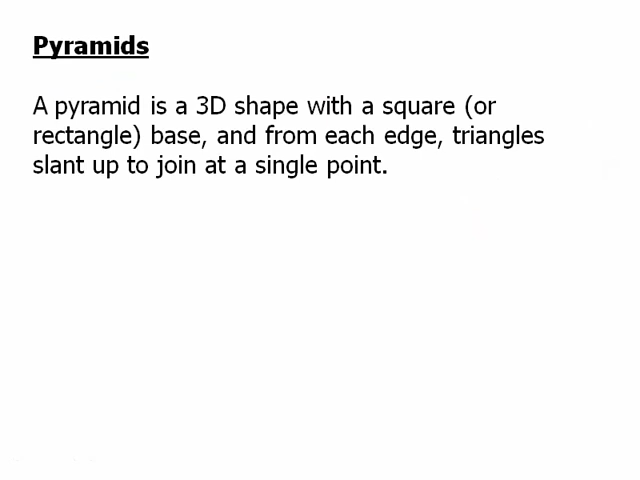 Pyramids
A pyramid is a 3D shape with a square (or
rectangle) base, and from each edge, triangles
slant up to join at a single point.